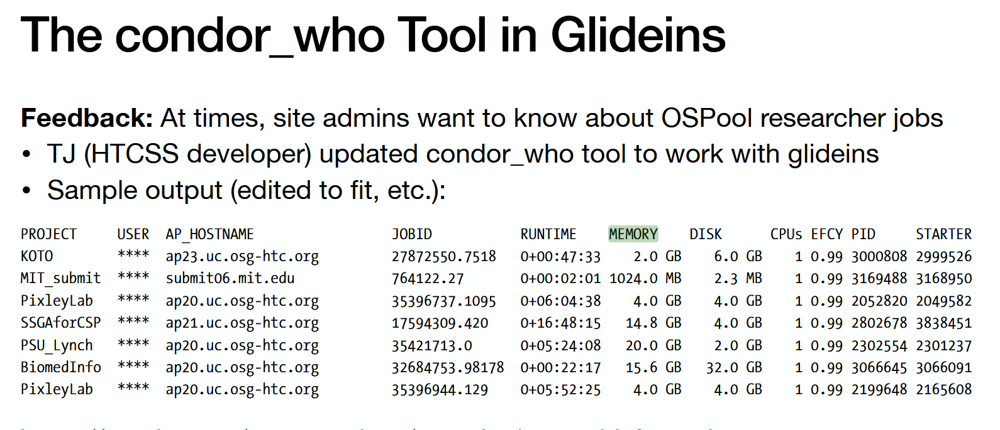 The condor_who Tool in Glideins
Feedback: At times, site admins want to know about OSPool researcher jobs
• TJ (HTCSS developer) updated condor_who tool to work with glideins
• Sample output (edited to fit, etc.):
PROJECT USER AP_HOSTNAME JOBID RUNTIME MEMORY DISK CPUs EFCY PID STARTER
KOTO **** ap23.uc.osg-htc.org 27872550.7518 0+00:47:33 2.0 GB 6.0 GB 1 0.99 3000808 2999526
MIT_submit **** submit06.mit.edu 764122.27 0+00:02:01 1024.0 MB 2.3 MB 1 0.99 3169488 3168950
PixleyLab **** ap20.uc.osg-htc.org 35396737.1095 0+06:04:38 4.0 GB 4.0 GB 1 0.99 2052820 2049582
SSGAforCSP **** ap21.uc.osg-htc.org 17594309.420 0+16:48:15 14.8 GB 4.0 GB 1 0.99 2802678 3838451
PSU_Lynch **** ap20.uc.osg-htc.org 35421713.0 0+05:24:08 20.0 GB 2.0 GB 1 0.99 2302554 2301237
BiomedInfo **** ap20.uc.osg-htc.org 32684753.98178 0+00:22:17 15.6 GB 32.0 GB 1 0.99 3066645 3066091
PixleyLab **** ap20.uc.osg-htc.org 35396944.129 0+05:52:25 4.0 GB 4.0 GB 1 0.99 2199648 2165608